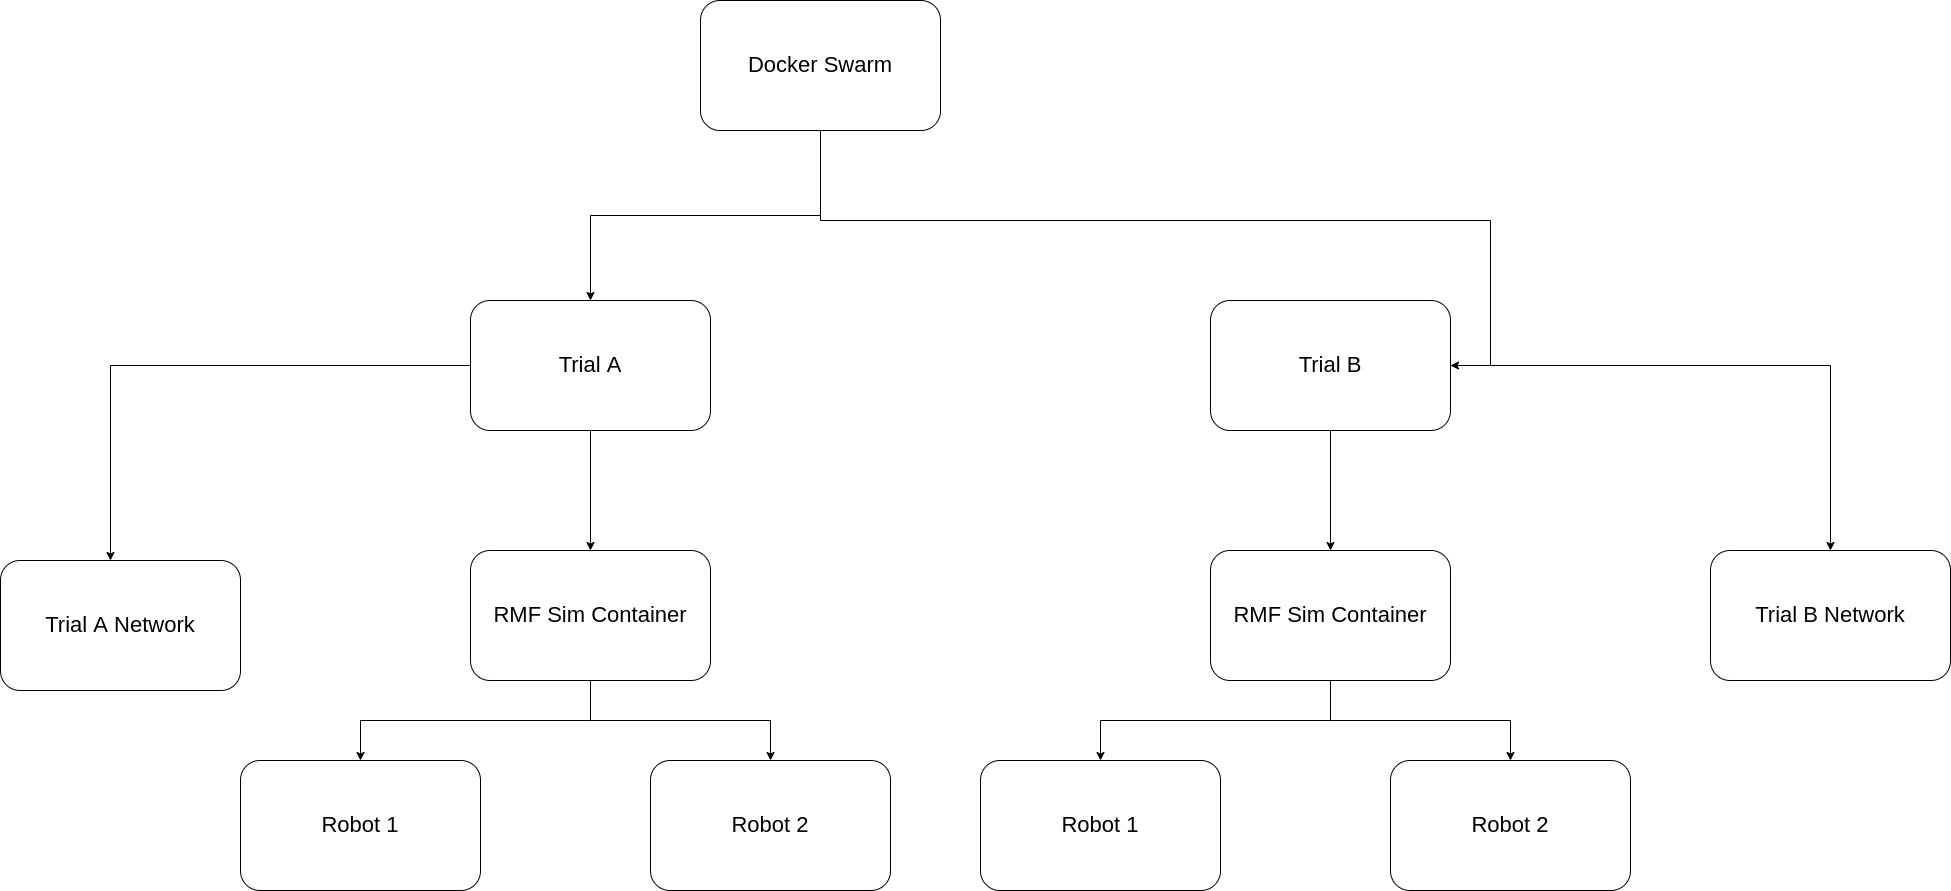 Docker Swarm
Trial A
Trial B
Trial A Network
RMF Sim Container
RMF Sim Container
Trial B Network
Robot 1
Robot 2
Robot 1
Robot 2